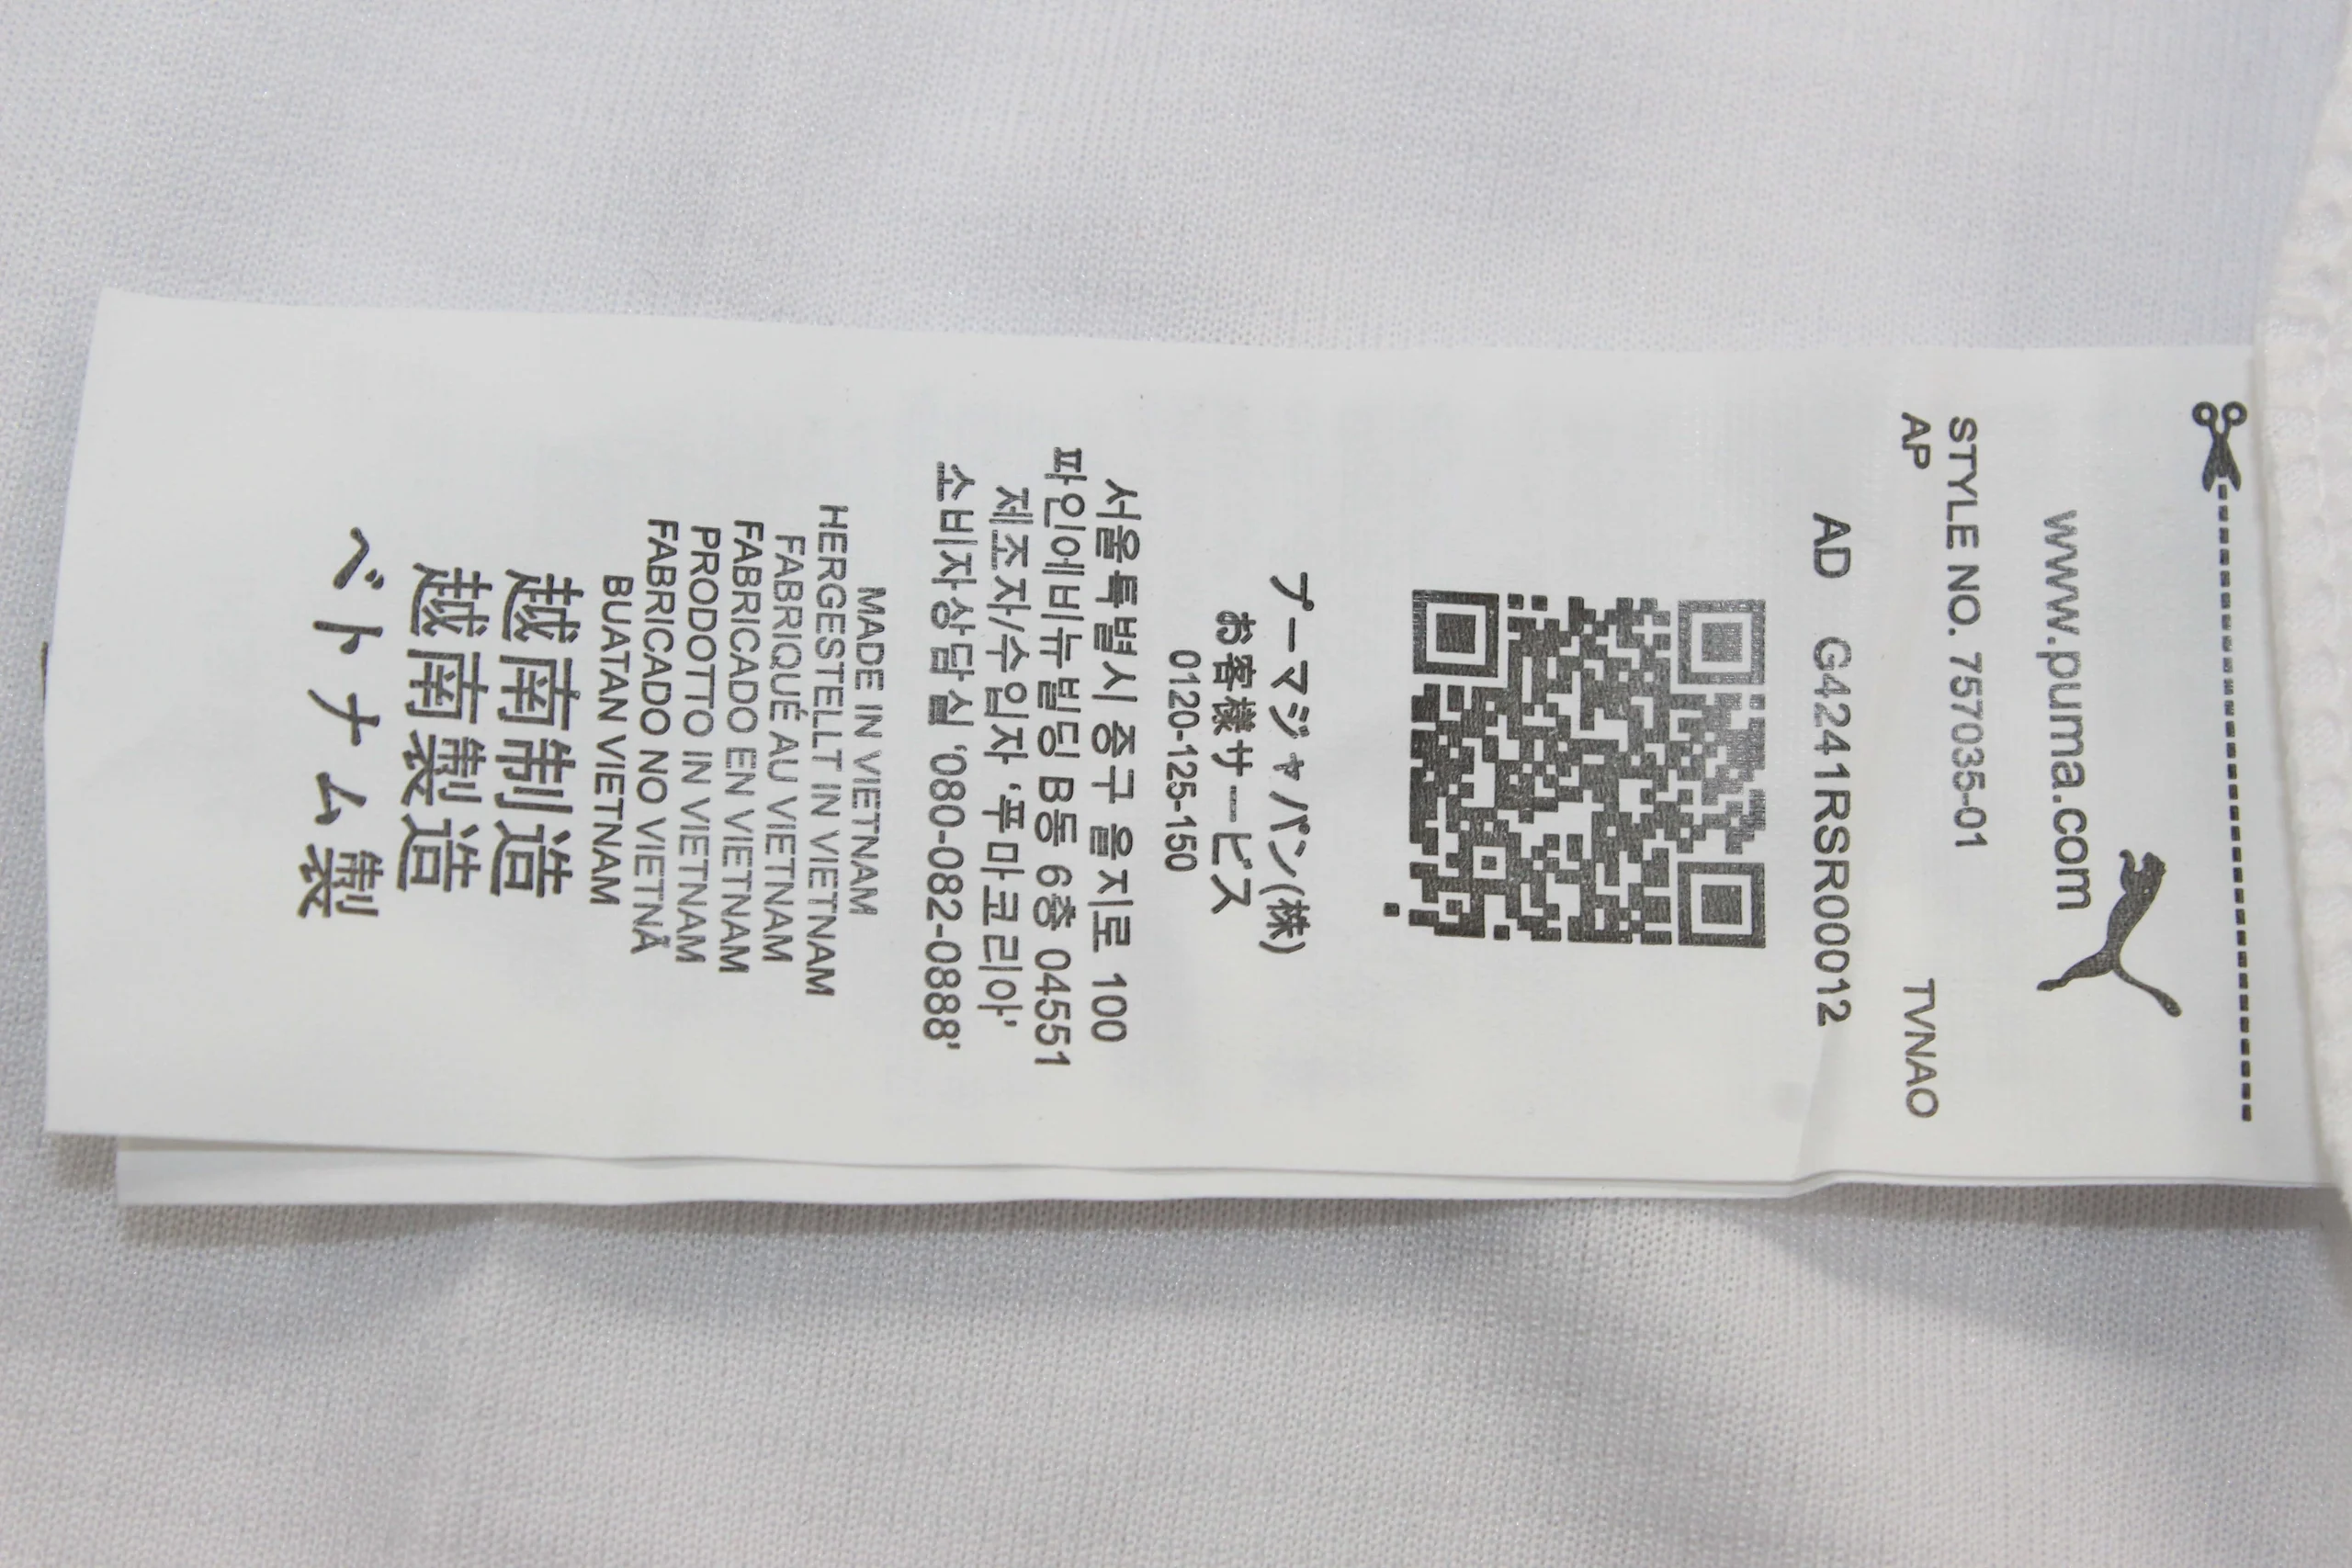 www.puma.com
STYLE NO. 757035-01
AP TVNAO
AD G4241RSR00012
プーマジャパン(株)
お客様サービス
0120-125-150
서울특별시 중구 을지로 100
파인에비뉴빌딩 B동 6층 04551
제조자/수입자 '푸마코리아'
소비자상담실 '080-082-0888'
MADE IN VIETNAM
HERGESTELLT IN VIETNAM
FABRIQUÉ AU VIETNAM
FABRICADO EN VIETNAM
PRODOTTO IN VIETNAM
FABRICADO NO VIETNÃ
BUATAN VIETNAM
越南制造
越南製造
ベトナム製